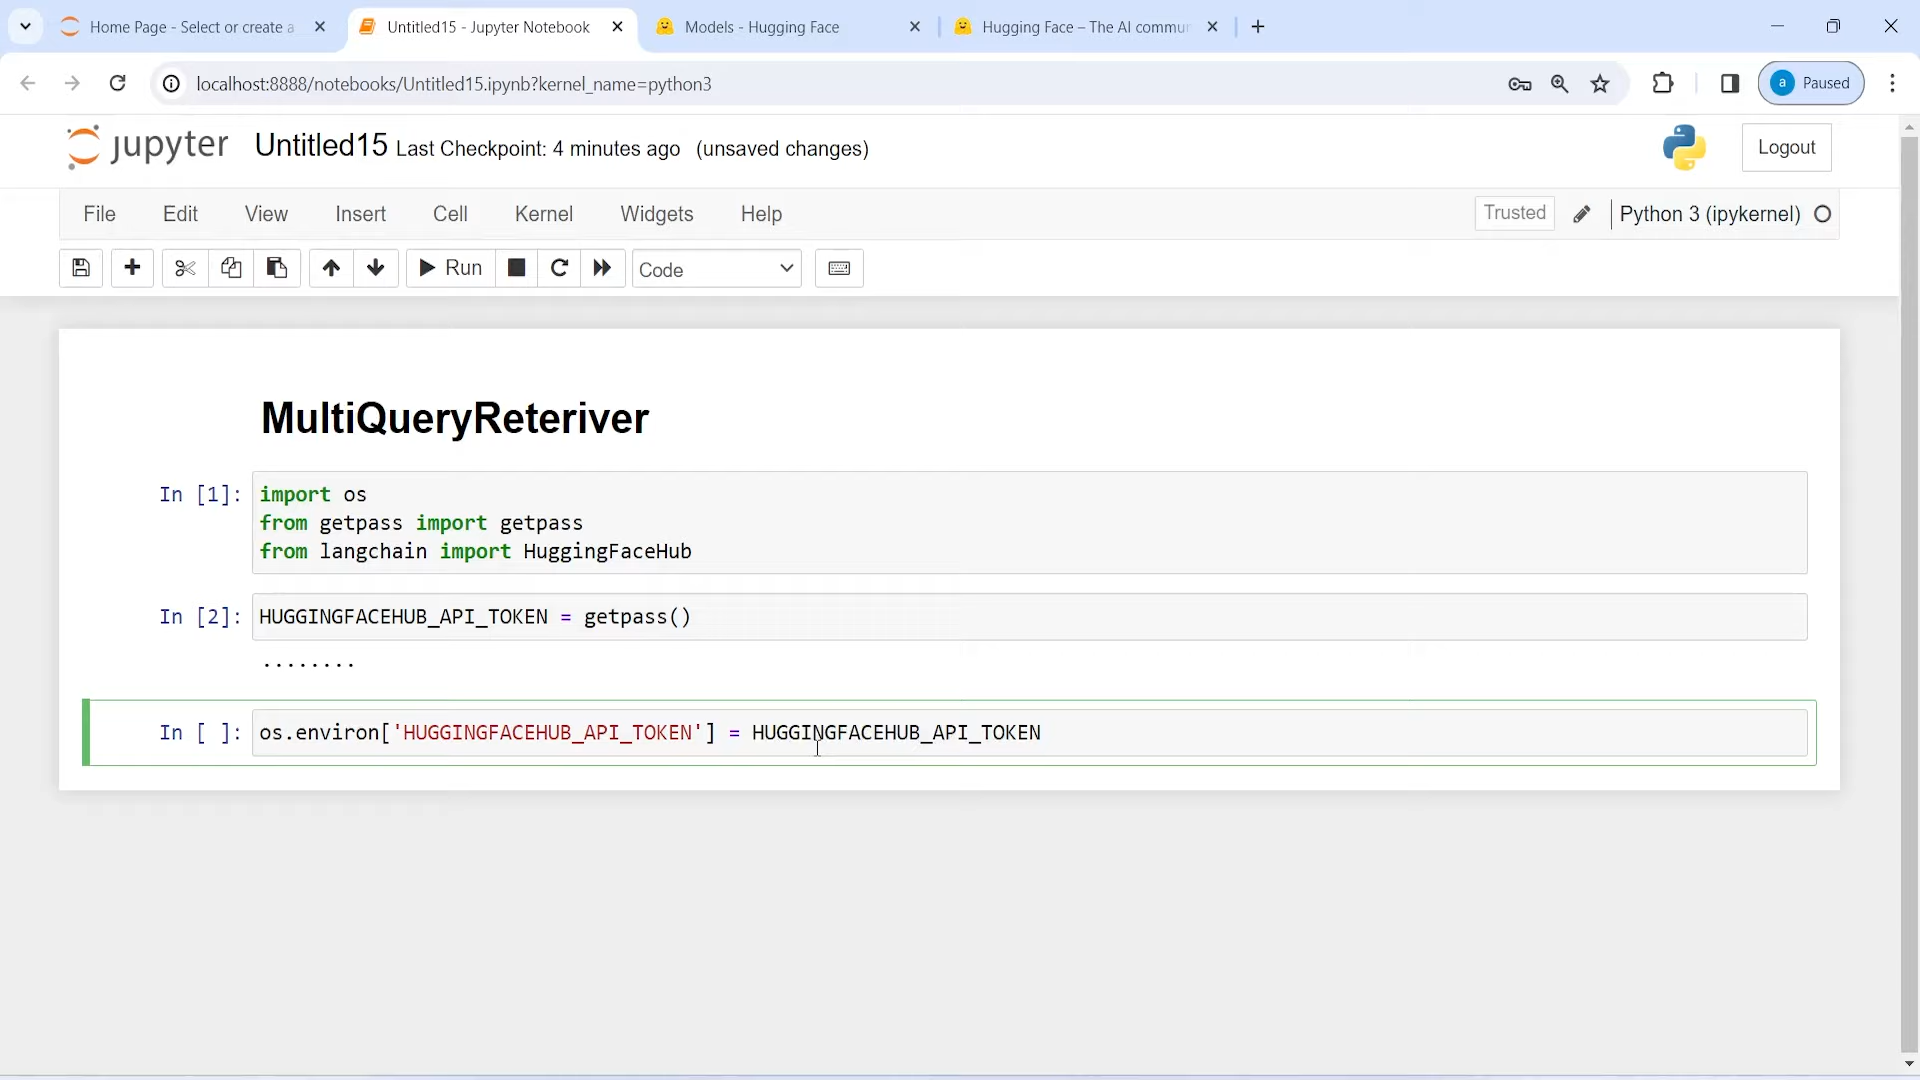 Home Page - Select or create a
Untitled15 - Jupyter Notebook
Models - Hugging Face
Hugging Face – The AI commun
localhost:8888/notebooks/Untitled15.ipynb?kernel_name=python3
a Paused
jupyter Untitled15 Last Checkpoint: 4 minutes ago (unsaved changes)
Logout
File Edit View Insert Cell Kernel Widgets Help
Trusted Python 3 (ipykernel)
Run Code
MultiQueryReteriver
In [1]: import os
from getpass import getpass
from langchain import HuggingFaceHub
In [2]: HUGGINGFACEHUB_API_TOKEN = getpass()
········
In [ ]: os.environ['HUGGINGFACEHUB_API_TOKEN'] = HUGGINGFACEHUB_API_TOKEN